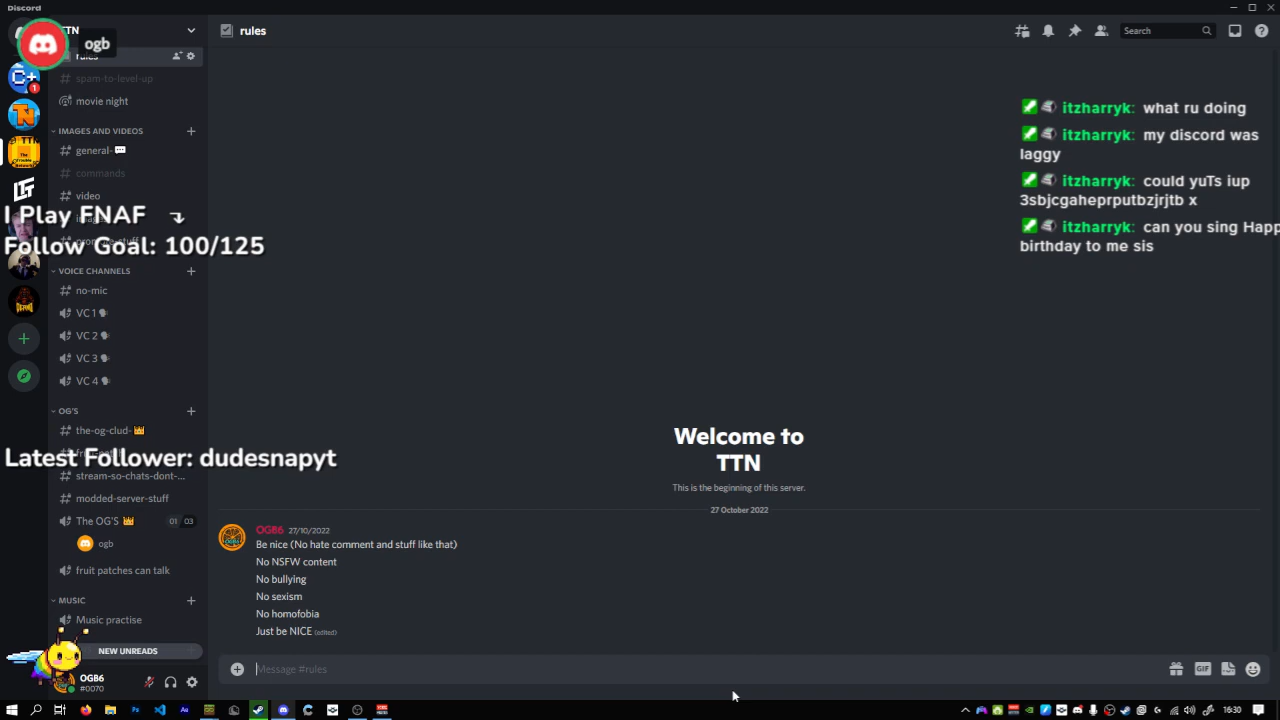 Discord
TTN
ogb
rules
spam-to-level-up
movie night
IMAGES AND VIDEOS
general-
commands
video
I Play FNAF
Follow Goal: 100/125
VOICE CHANNELS
no-mic
VC 1
VC 2
VC 3
VC 4
OG'S
the-og-clud-
Latest Follower: dudesnapyt
stream-so-chats-dont-...
modded-server-stuff
The OG'S 01 03
ogb
fruit patches can talk
MUSIC
Music practise
NEW UNREADS
OGB6
#0070
rules
Search
itzharryk: what ru doing
itzharryk: my discord was
laggy
itzharryk: could yuTs iup
3sbjcgaheprputbzjrjtb x
itzharryk: can you sing Happ
birthday to me sis
Welcome to
TTN
This is the beginning of this server.
27 October 2022
OGB6 27/10/2022
Be nice (No hate comment and stuff like that)
No NSFW content
No bullying
No sexism
No homofobia
Just be NICE (edited)
Message #rules
GIF
16:30